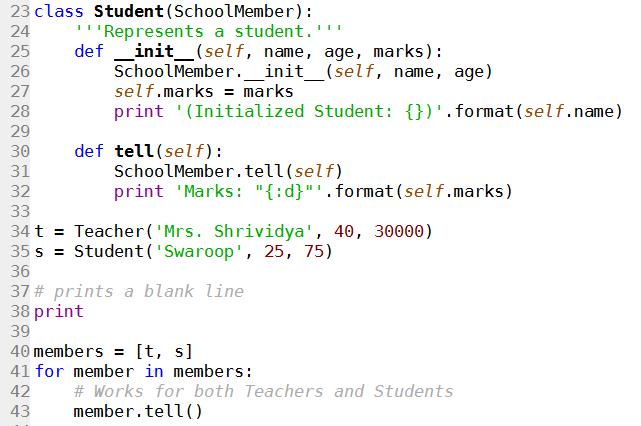 23 class Student(SchoolMember):
24     '''Represents a student.'''
25     def __init__(self, name, age, marks):
26         SchoolMember.__init__(self, name, age)
27         self.marks = marks
28         print '(Initialized Student: {})'.format(self.name)
29
30     def tell(self):
31         SchoolMember.tell(self)
32         print 'Marks: "{:d}"'.format(self.marks)
33
34 t = Teacher('Mrs. Shrividya', 40, 30000)
35 s = Student('Swaroop', 25, 75)
36
37 # prints a blank line
38 print
39
40 members = [t, s]
41 for member in members:
42     # Works for both Teachers and Students
43     member.tell()